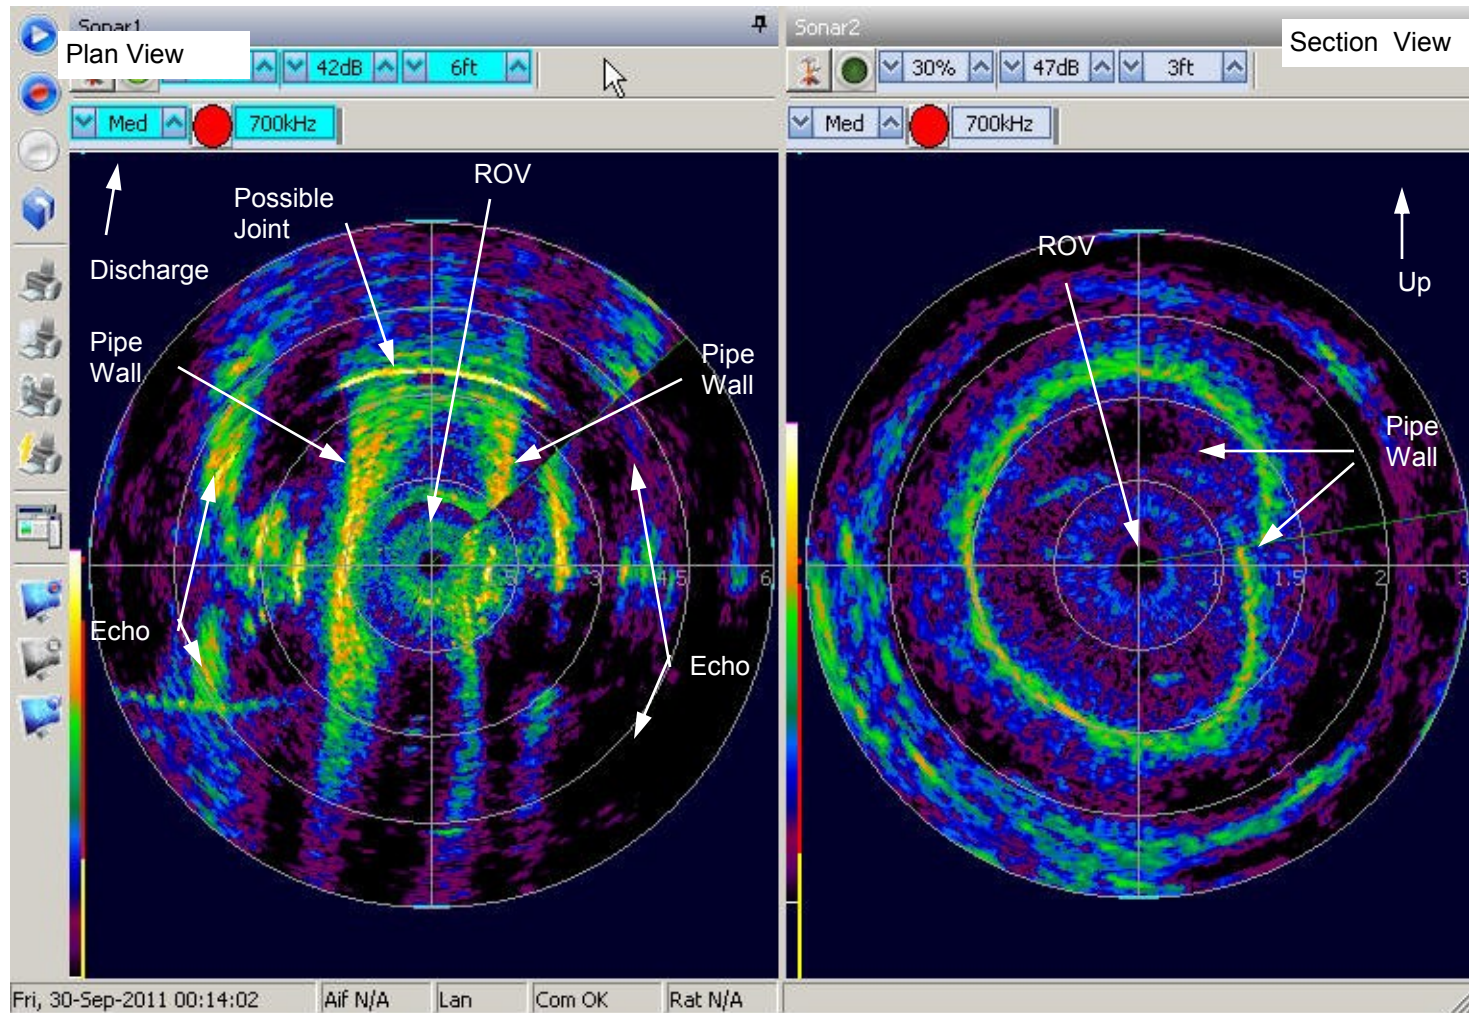 Sonar1
Plan View
42dB
6ft
Med
700kHz
Discharge
Possible
Joint
ROV
Pipe
Wall
Pipe
Wall
Echo
Echo
3
4.5
6
Sonar2
Section View
30%
47dB
3ft
Med
700kHz
ROV
Up
Pipe
Wall
1
1.5
2
3
Fri, 30-Sep-2011 00:14:02
Aif N/A
Lan
Com OK
Rat N/A